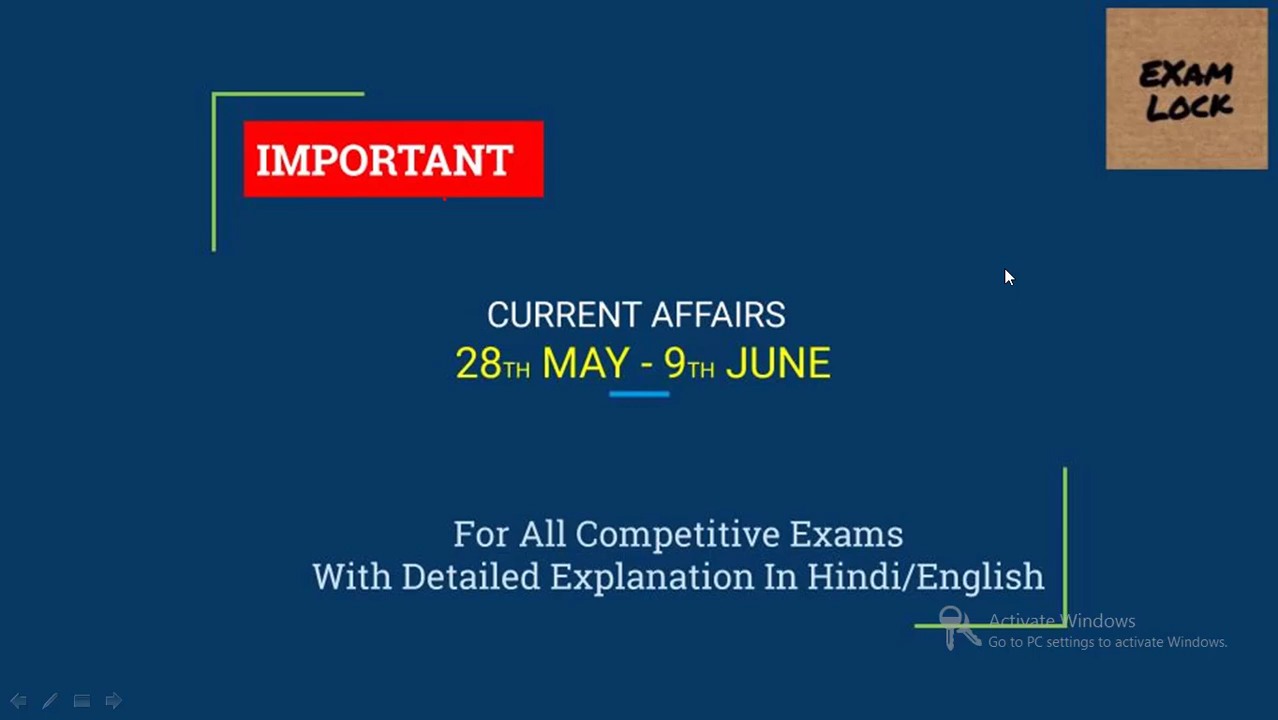 EXAM
LOCK
IMPORTANT
CURRENT AFFAIRS
28TH MAY - 9TH JUNE
For All Competitive Exams
With Detailed Explanation In Hindi/English
Activate Windows
Go to PC settings to activate Windows.